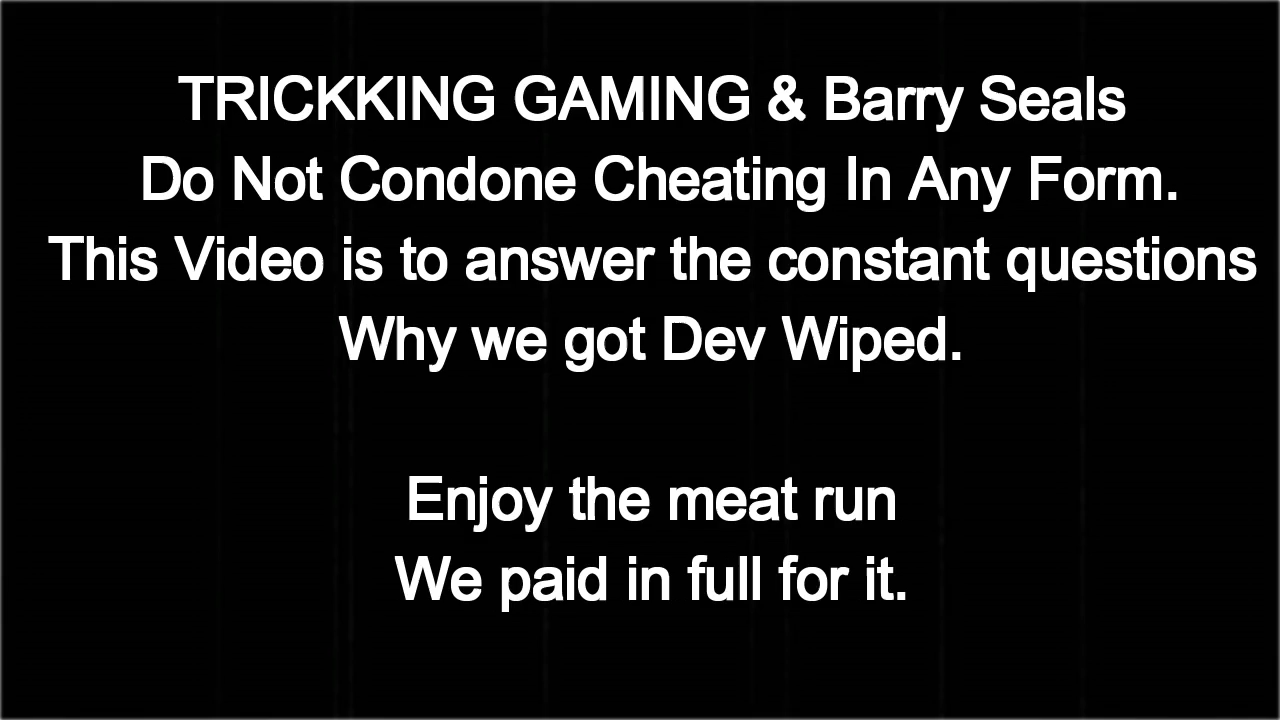 TRICKKING GAMING & Barry Seals
Do Not Condone Cheating In Any Form.
This Video is to answer the constant questions
Why we got Dev Wiped.
Enjoy the meat run
We paid in full for it.